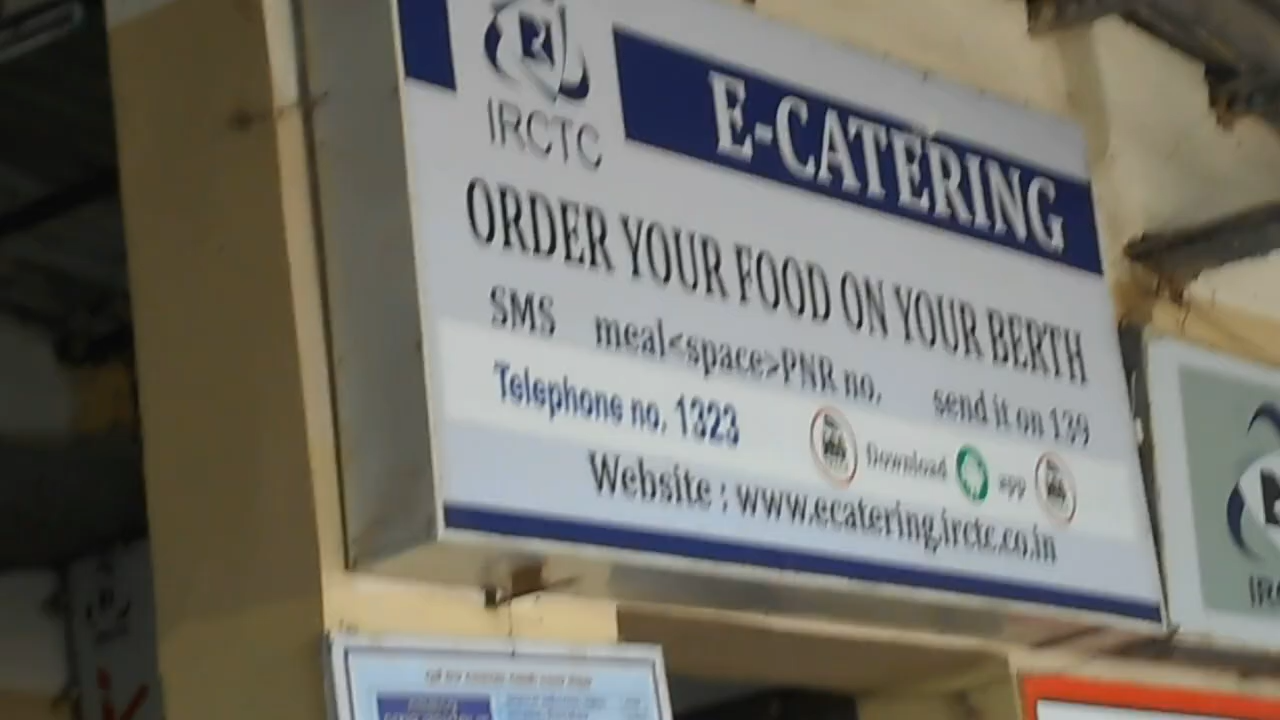 IRCTC
E-CATERING
ORDER YOUR FOOD ON YOUR BERTH
SMS meal<space>PNR no. send it on 139
Telephone no. 1323 Download app
Website : www.ecatering.irctc.co.in